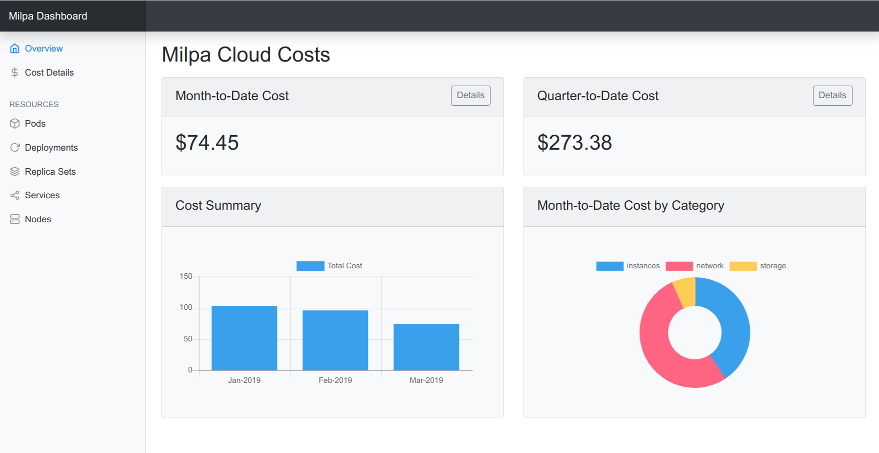 Milpa Dashboard
Overview
Cost Details
RESOURCES
Pods
Deployments
Replica Sets
Services
Nodes
Milpa Cloud Costs
Month-to-Date Cost
Details
$74.45
Quarter-to-Date Cost
Details
$273.38
Cost Summary
Total Cost
150
100
50
0
Jan-2019 Feb-2019 Mar-2019
Month-to-Date Cost by Category
instances network storage